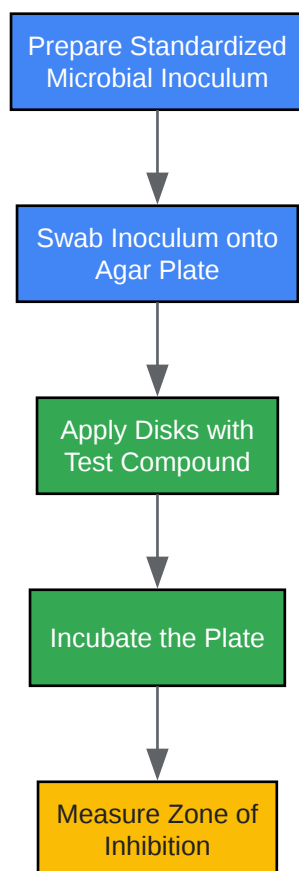 Prepare Standardized
Microbial Inoculum
Swab Inoculum onto
Agar Plate
Apply Disks with
Test Compound
Incubate the Plate
Measure Zone of
Inhibition